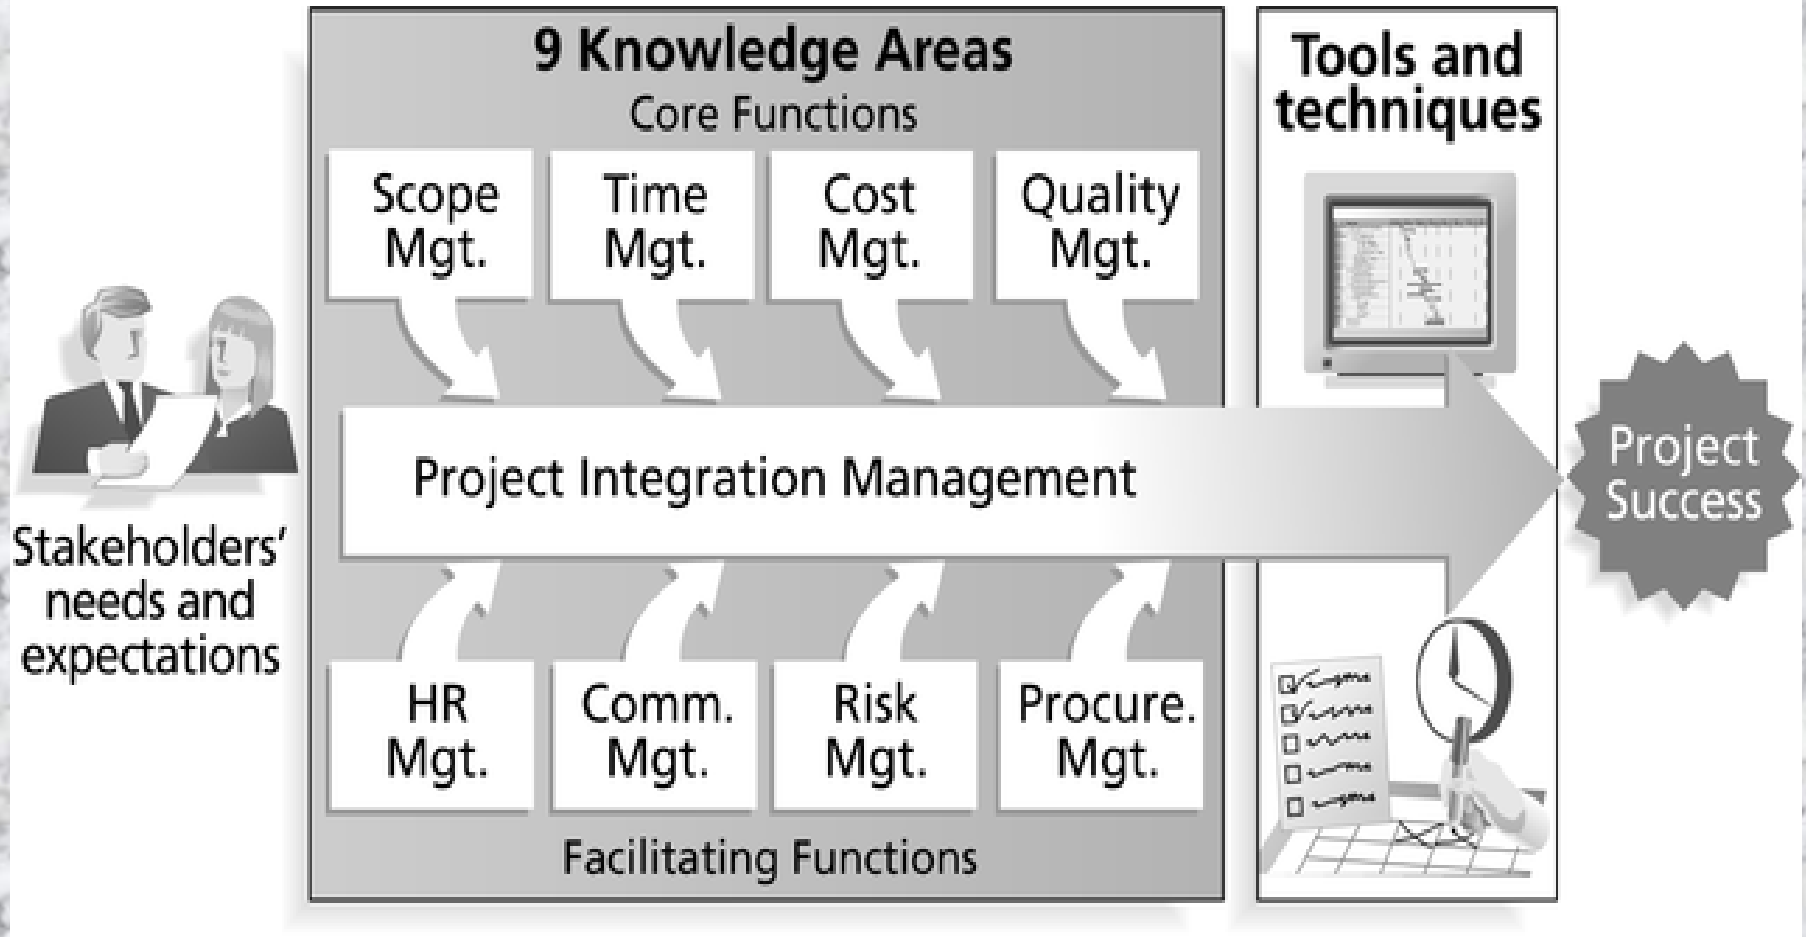 9 Knowledge Areas
Core Functions
Scope
Mgt.
Time
Mgt.
Cost
Mgt.
Quality
Mgt.
Tools and
techniques
Stakeholders'
needs and
expectations
Project Integration Management
Project
Success
HR
Mgt.
Comm.
Mgt.
Risk
Mgt.
Procure.
Mgt.
Facilitating Functions